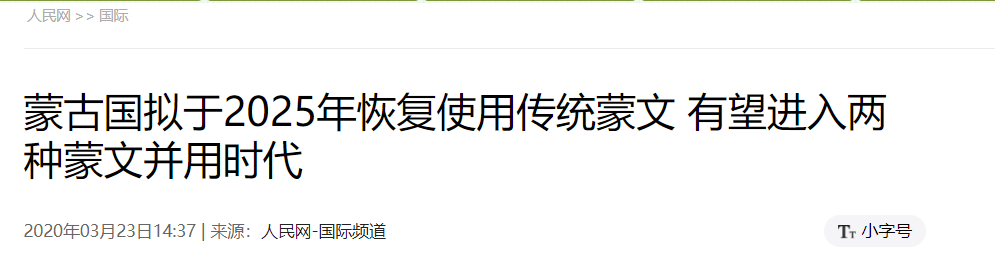 人民网 >> 国际
蒙古国拟于2025年恢复使用传统蒙文 有望进入两
种蒙文并用时代
2020年03月23日14:37 | 来源：人民网-国际频道
TT 小字号